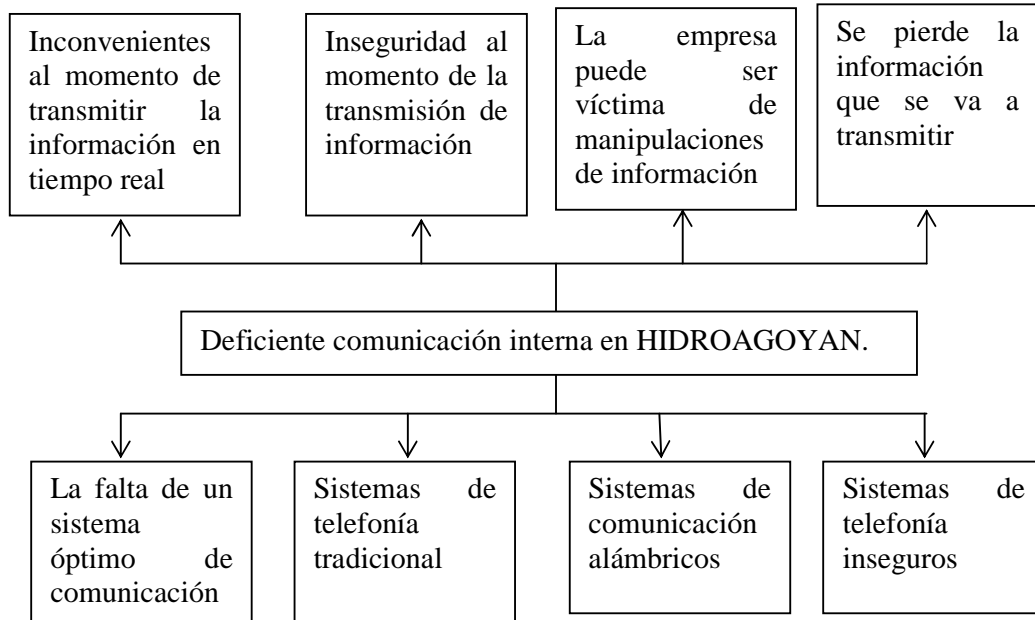 Inconvenientes
al momento de
transmitir la
información en
tiempo real
Inseguridad al
momento de la
transmisión de
información
La empresa
puede ser
víctima de
manipulaciones
de información
Se pierde la
información
que se va a
transmitir
Deficiente comunicación interna en HIDROAGOYAN.
La falta de un
sistema
óptimo de
comunicación
Sistemas de
telefonía
tradicional
Sistemas de
comunicación
alámbricos
Sistemas de
telefonía
inseguros